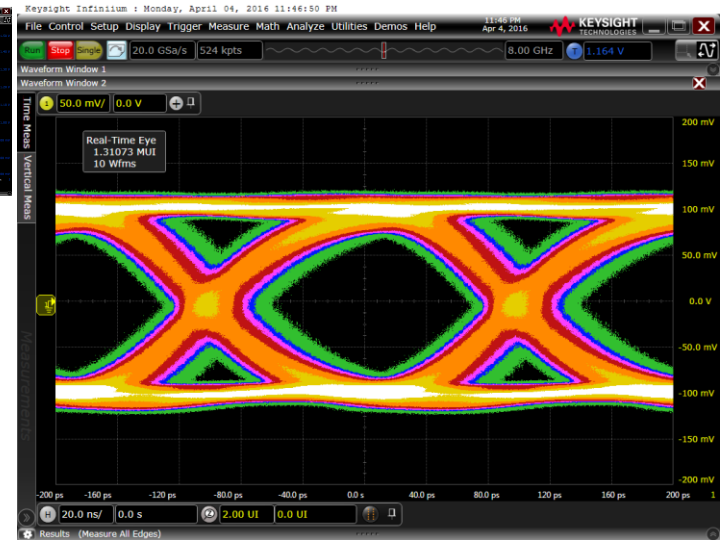 Keysight Infiniium : Monday, April 04, 2016 11:46:50 PM
File Control Setup Display Trigger Measure Math Analyze Utilities Demos Help
11:46 PM
Apr 4, 2016
KEYSIGHT
TECHNOLOGIES
Run Stop Single 20.0 GSa/s 524 kpts 8.00 GHz T 1.164 V
Waveform Window 1
Waveform Window 2
1 50.0 mV/ 0.0 V
Time Meas
Vertical Meas
Measurements
Real-Time Eye
1.31073 MUI
10 Wfms
200 mV
150 mV
100 mV
50.0 mV
0.0 V
-50.0 mV
-100 mV
-150 mV
-200 mV
-200 ps -160 ps -120 ps -80.0 ps -40.0 ps 0.0 s 40.0 ps 80.0 ps 120 ps 160 ps 200 ps 1
H 20.0 ns/ 0.0 s 2.00 UI 0.0 UI
Results (Measure All Edges)